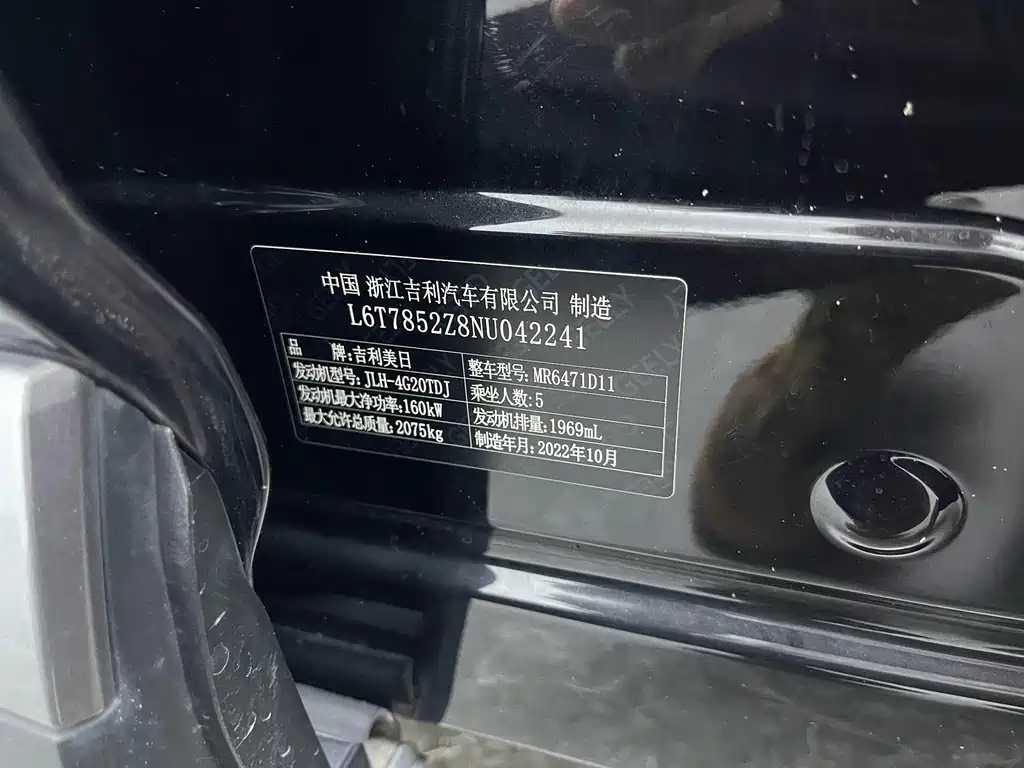 中国 浙江吉利汽车有限公司 制造
L6T7852Z8NU042241
品 牌:吉利美日
整车型号:MR6471D11
发动机型号:JLH-4G20TDJ
乘坐人数:5
发动机最大净功率:160kW
发动机排量:1969mL
最大允许总质量:2075kg
制造年月:2022年10月
GEELY
GEELY